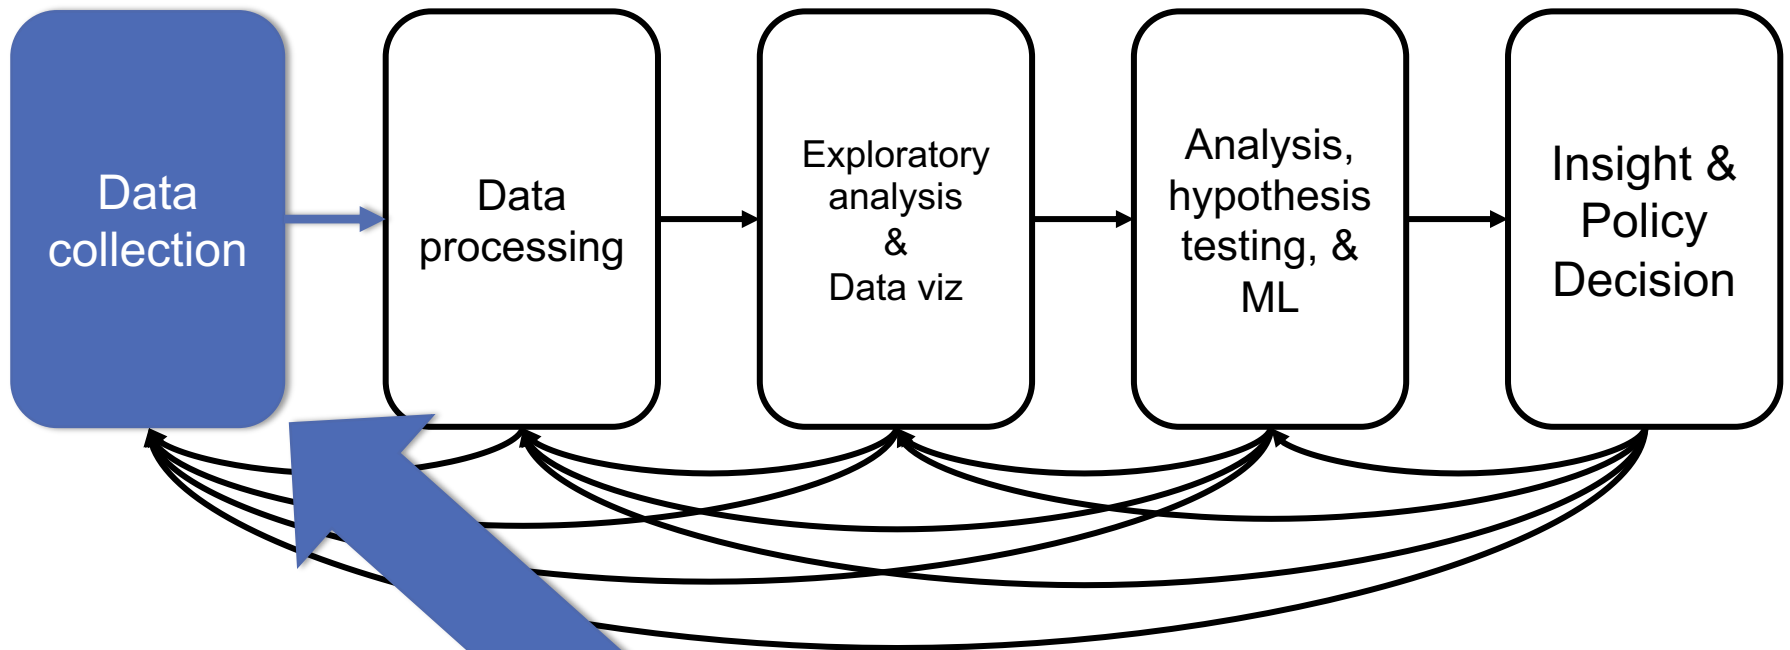 Data
collection
Data
processing
Exploratory
analysis
&
Data viz
Analysis,
hypothesis
testing, &
ML
Insight &
Policy
Decision